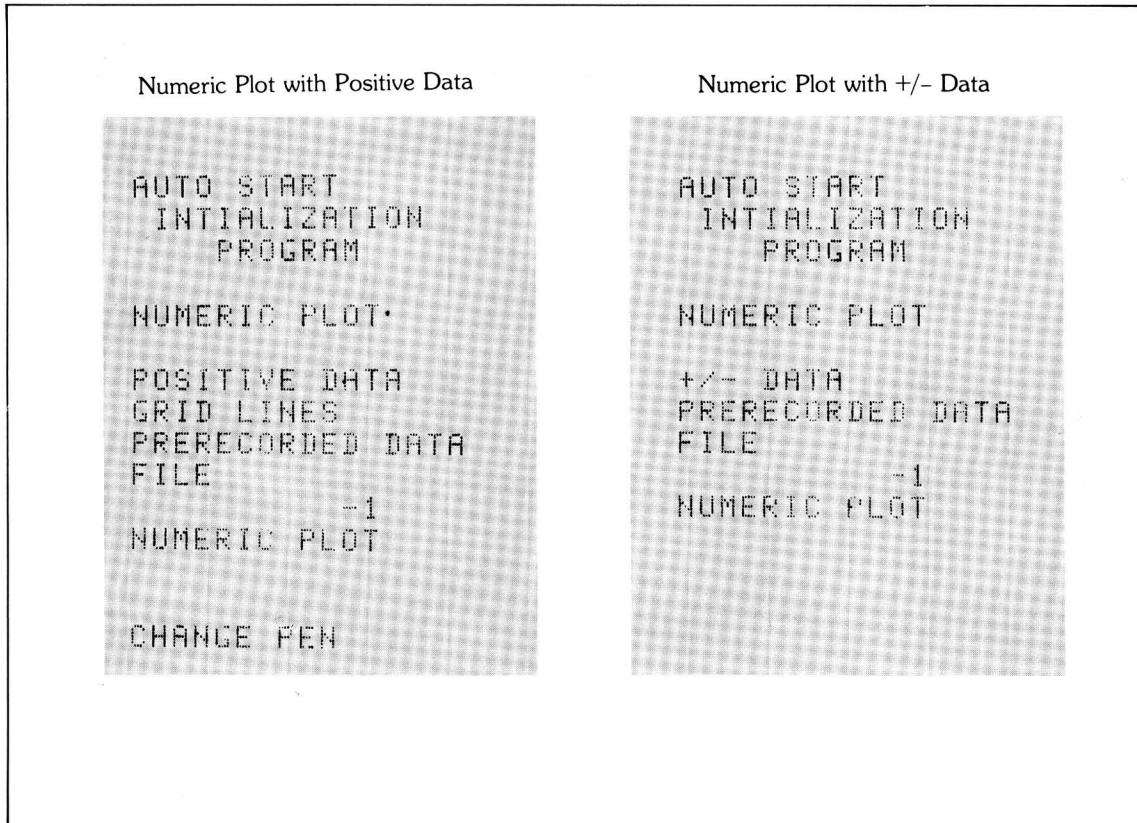 Numeric Plot with Positive Data
AUTO START
INTIALIZATION
PROGRAM
NUMERIC PLOT
POSITIVE DATA
GRID LINES
PRERECORDED DATA
FILE
-1
NUMERIC PLOT
CHANGE PEN
Numeric Plot with +/- Data
AUTO START
INTIALIZATION
PROGRAM
NUMERIC PLOT
+/- DATA
PRERECORDED DATA
FILE
-1
NUMERIC PLOT